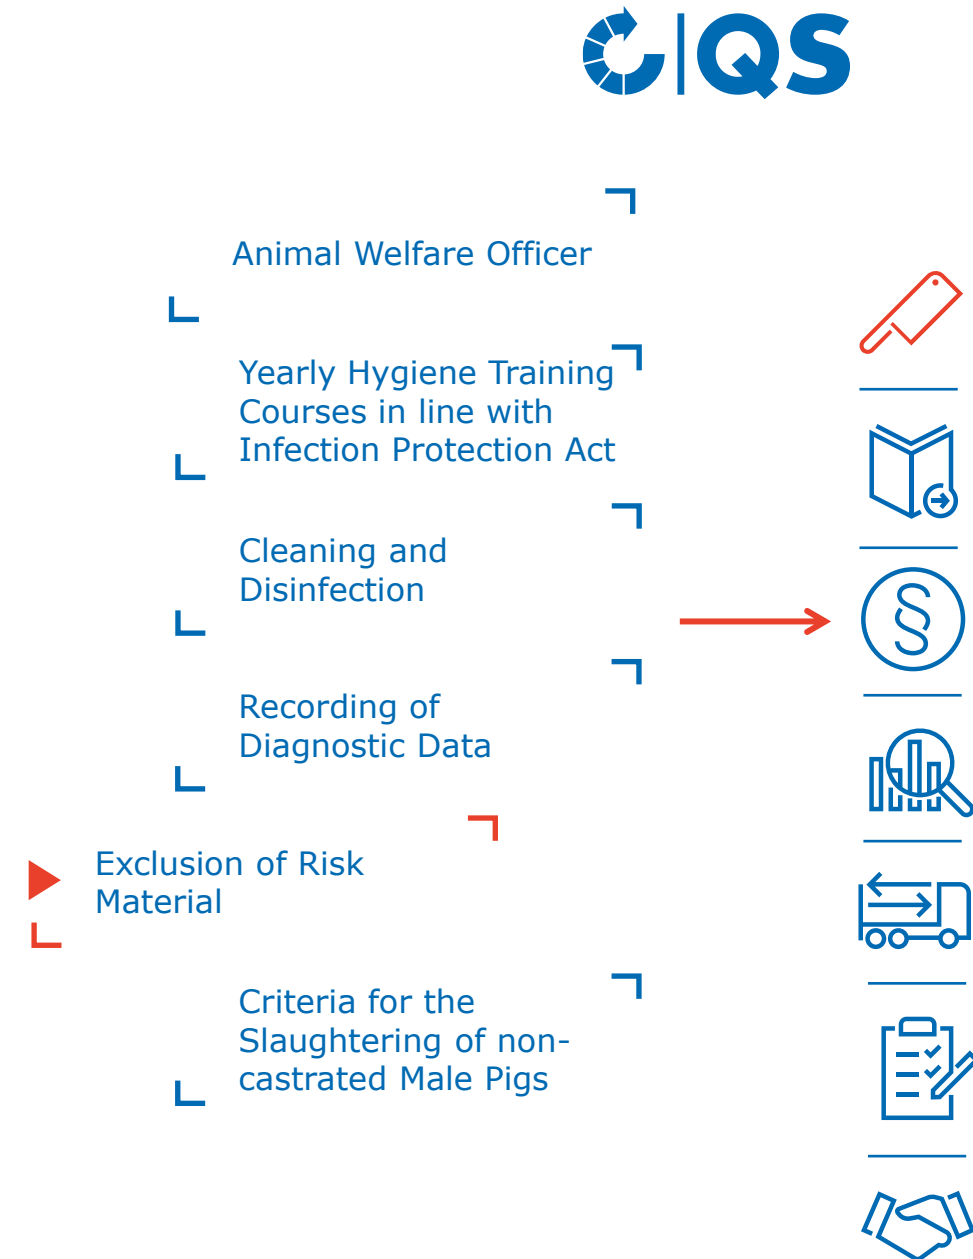 QS
Animal Welfare Officer
Yearly Hygiene Training
Courses in line with
Infection Protection Act
Cleaning and
Disinfection
§
Recording of
Diagnostic Data
Exclusion of Risk
Material
Criteria for the
Slaughtering of non-
castrated Male Pigs